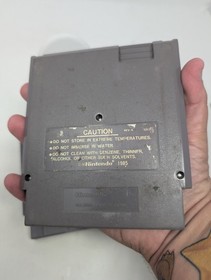 CAUTION
•DO NOT STORE IN EXTREME TEMPERATURES.
•DO NOT IMMERSE IN WATER.
•DO NOT CLEAN WITH BENZENE, THINNER,
ALCOHOL OR OTHER SUCH SOLVENTS.
Nintendo 1985